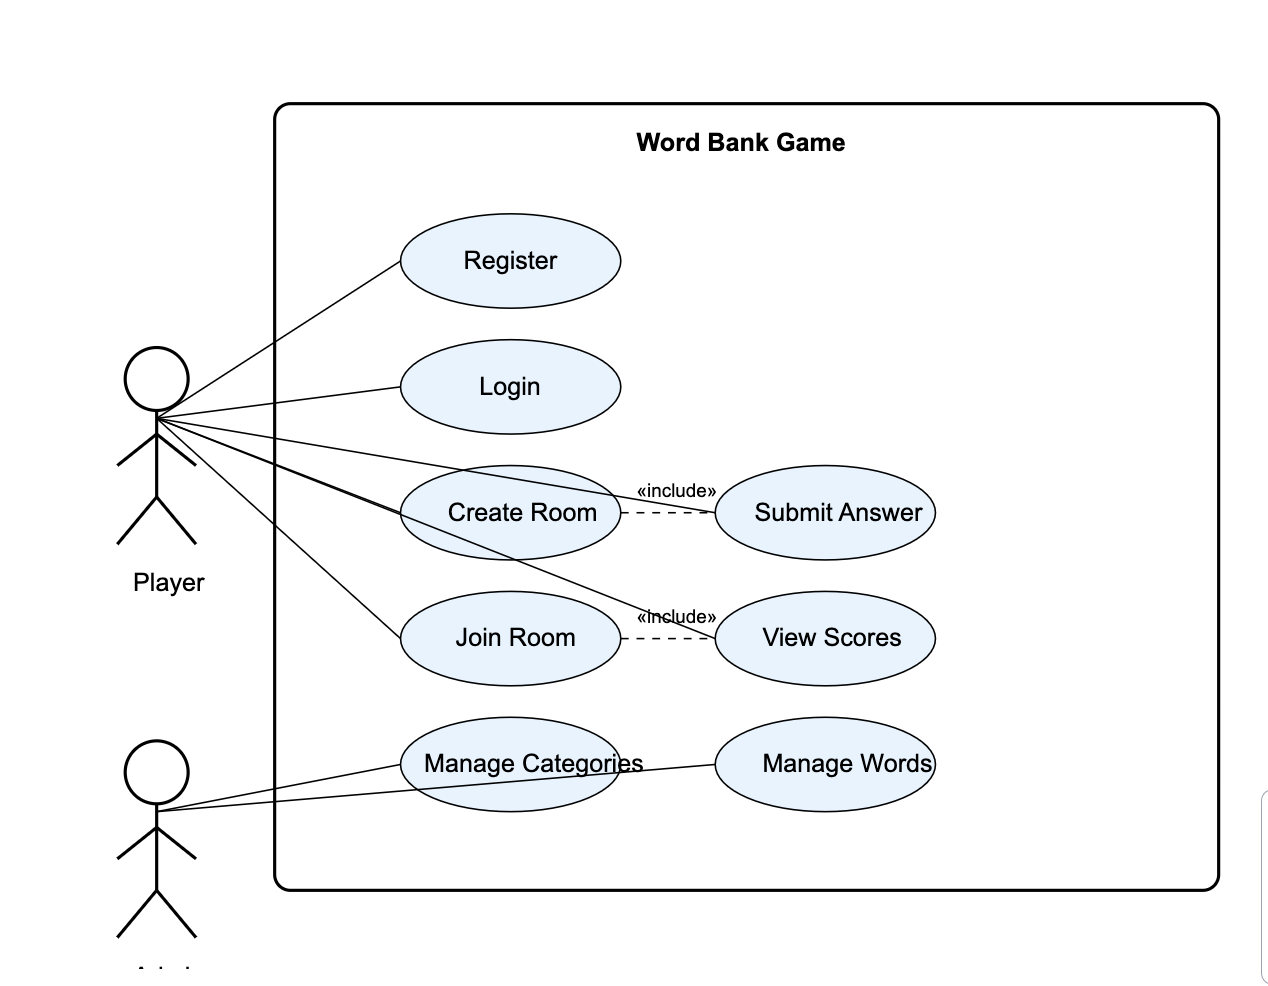 Word Bank Game
Register
Login
«include»
Create Room
Submit Answer
Player
«include»
Join Room
View Scores
Manage Categories
Manage Words